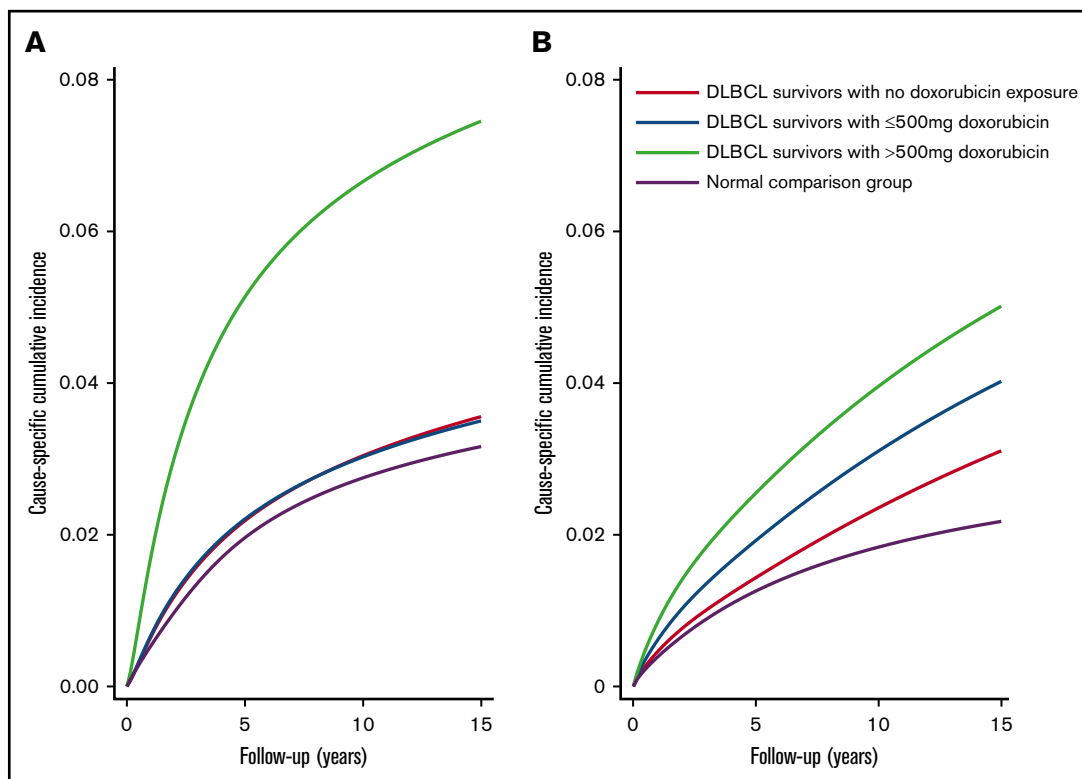 A
Cause-specific cumulative incidence
0.08
0.06
0.04
0.02
0.00
0
5
10
15
Follow-up (years)
B
Cause-specific cumulative incidence
0.08
0.06
0.04
0.02
0
DLBCL survivors with no doxorubicin exposure
DLBCL survivors with ≤500mg doxorubicin
DLBCL survivors with >500mg doxorubicin
Normal comparison group
0
5
10
15
Follow-up (years)